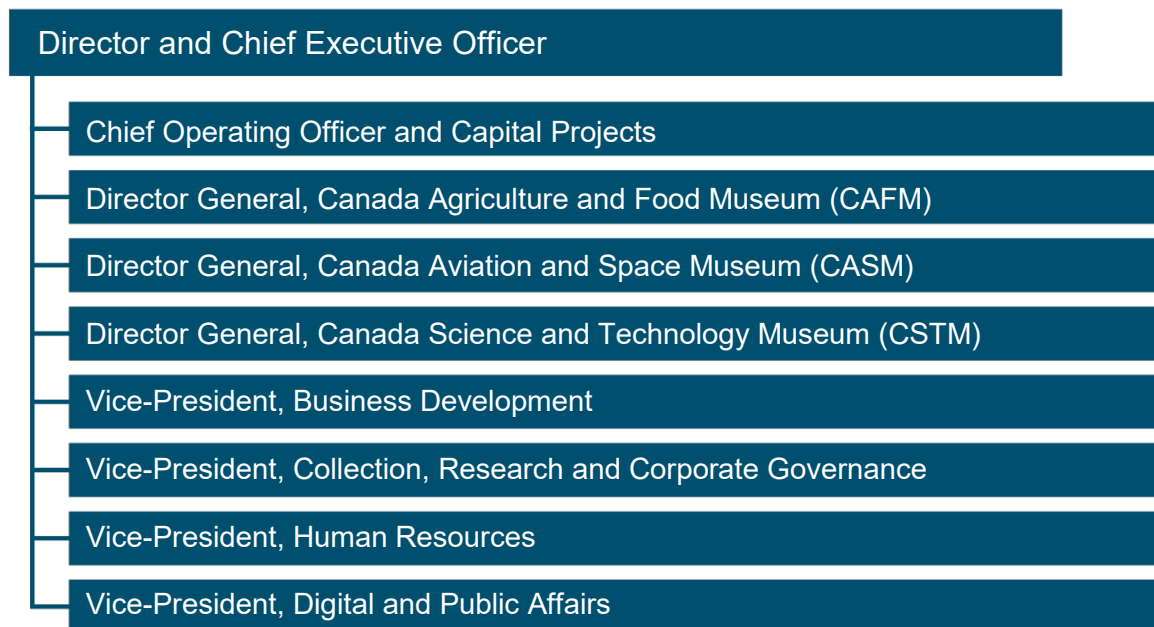 Director and Chief Executive Officer
Chief Operating Officer and Capital Projects
Director General, Canada Agriculture and Food Museum (CAFM)
Director General, Canada Aviation and Space Museum (CASM)
Director General, Canada Science and Technology Museum (CSTM)
Vice-President, Business Development
Vice-President, Collection, Research and Corporate Governance
Vice-President, Human Resources
Vice-President, Digital and Public Affairs